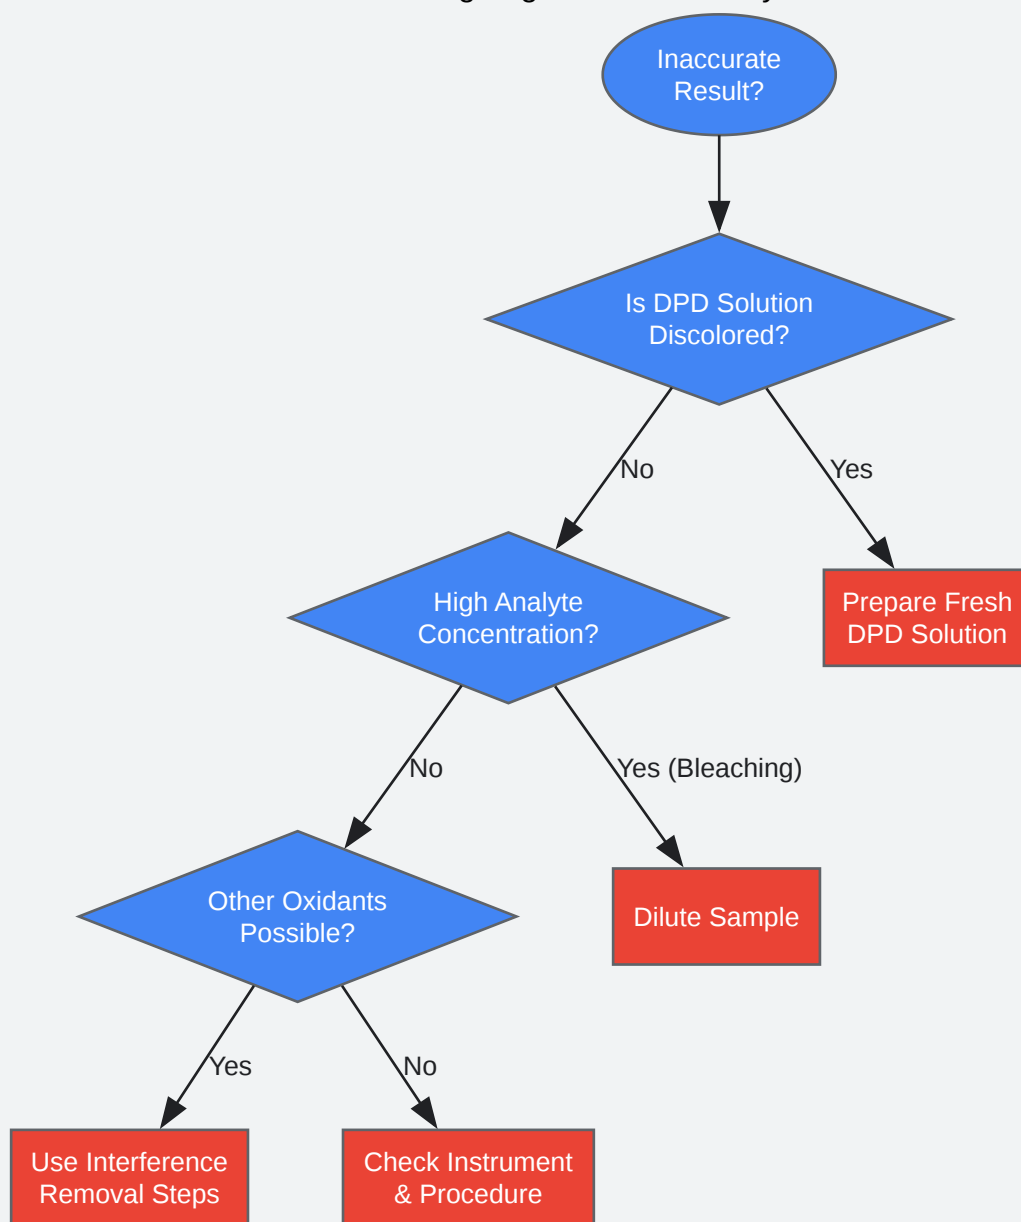 Inaccurate
Result?
Is DPD Solution
Discolored?
No
Yes
High Analyte
Concentration?
Prepare Fresh
DPD Solution
No
Yes (Bleaching)
Other Oxidants
Possible?
Dilute Sample
Yes
No
Use Interference
Removal Steps
Check Instrument
& Procedure